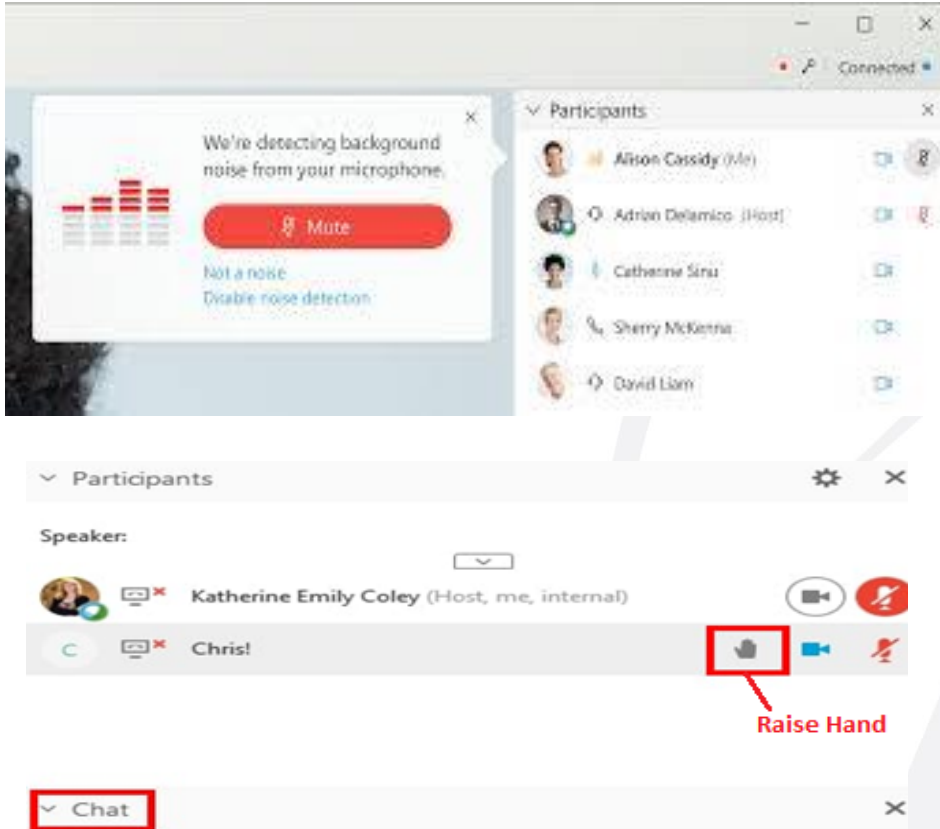 Connected
Participants
We're detecting background
noise from your microphone.
Mute
Not a noise
Disable noise detection
Alison Cassidy (Me)
Adrian Delamico (Host)
Catherine Sinu
Sherry McKenna
David Liam
Participants
Speaker:
Katherine Emily Coley (Host, me, internal)
C Chris!
Raise Hand
Chat